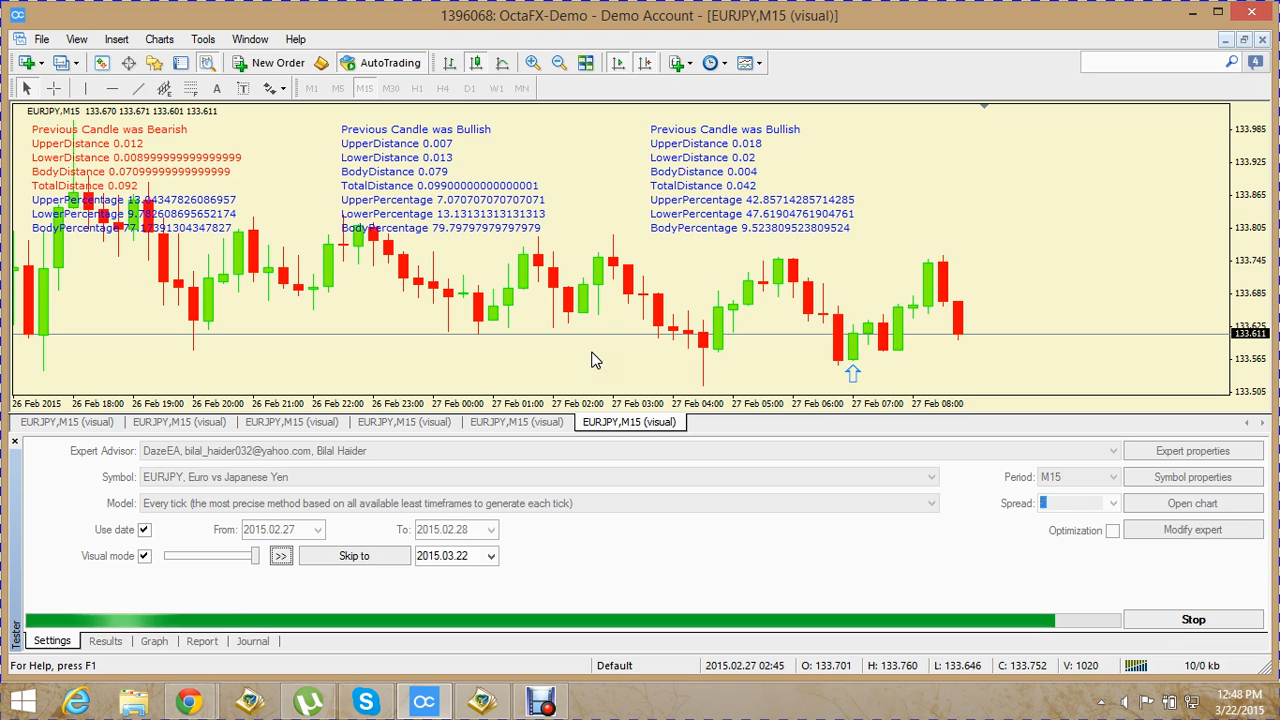 1396068: OctaFX-Demo - Demo Account - [EURJPY,M15 (visual)]
File View Insert Charts Tools Window Help
New Order AutoTrading 4
A T M1 M5 M15 M30 H1 H4 D1 W1 MN
EURJPY,M15 133.670 133.671 133.601 133.611
Previous Candle was Bearish
UpperDistance 0.012
LowerDistance 0.008999999999999999
BodyDistance 0.07099999999999999
TotalDistance 0.092
UpperPercentage 13.04347826086957
LowerPercentage 9.782608695652174
BodyPercentage 77.17391304347827
Previous Candle was Bullish
UpperDistance 0.007
LowerDistance 0.013
BodyDistance 0.079
TotalDistance 0.09900000000000001
UpperPercentage 7.070707070707071
LowerPercentage 13.13131313131313
BodyPercentage 79.79797979797979
Previous Candle was Bullish
UpperDistance 0.018
LowerDistance 0.02
BodyDistance 0.004
TotalDistance 0.042
UpperPercentage 42.85714285714285
LowerPercentage 47.61904761904761
BodyPercentage 9.523809523809524
133.985
133.925
133.865
133.805
133.745
133.685
133.625
133.611
133.565
133.505
26 Feb 2015 26 Feb 18:00 26 Feb 19:00 26 Feb 20:00 26 Feb 21:00 26 Feb 22:00 26 Feb 23:00 27 Feb 00:00 27 Feb 01:00 27 Feb 02:00 27 Feb 03:00 27 Feb 04:00 27 Feb 05:00 27 Feb 06:00 27 Feb 07:00 27 Feb 08:00
EURJPY,M15 (visual) EURJPY,M15 (visual) EURJPY,M15 (visual) EURJPY,M15 (visual) EURJPY,M15 (visual) EURJPY,M15 (visual)
Expert Advisor: DazeEA, bilal_haider032@yahoo.com, Bilal Haider Expert properties
Symbol: EURJPY, Euro vs Japanese Yen Period: M15 Symbol properties
Model: Every tick (the most precise method based on all available least timeframes to generate each tick) Spread: Open chart
Use date From: 2015.02.27 To: 2015.02.28 Optimization Modify expert
Visual mode >> Skip to 2015.03.22
Stop
Tester
Settings Results Graph Report Journal
For Help, press F1 Default 2015.02.27 02:45 O: 133.701 H: 133.760 L: 133.646 C: 133.752 V: 1020 10/0 kb
12:48 PM
3/22/2015